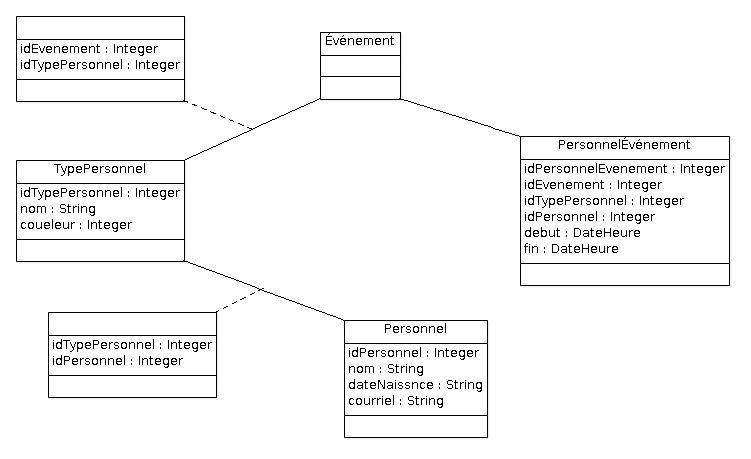 idEvenement : Integer
idTypePersonnel : Integer
Événement
TypePersonnel
idTypePersonnel : Integer
nom : String
coueleur : Integer
PersonnelÉvénement
idPersonnelEvenement : Integer
idEvenement : Integer
idTypePersonnel : Integer
idPersonnel : Integer
debut : DateHeure
fin : DateHeure
idTypePersonnel : Integer
idPersonnel : Integer
Personnel
idPersonnel : Integer
nom : String
dateNaissnce : String
courriel : String